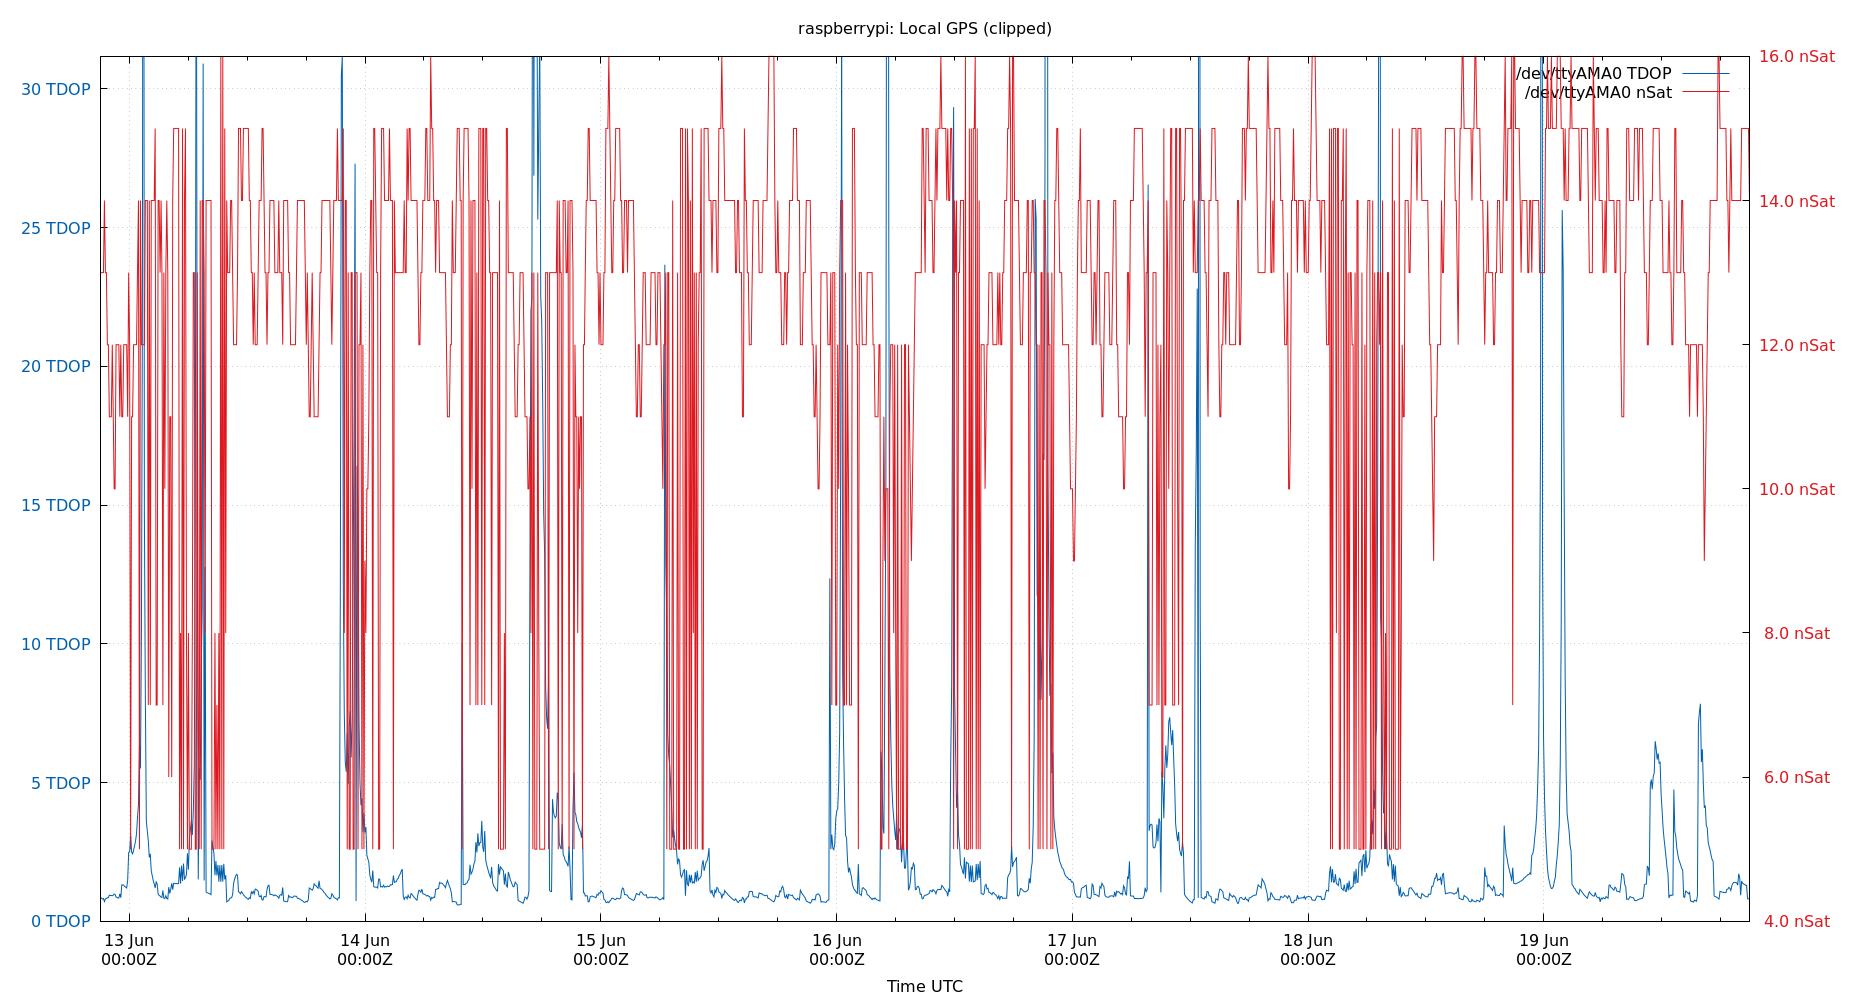 raspberrypi: Local GPS (clipped)
/dev/ttyAMA0 TDOP
/dev/ttyAMA0 nSat
30 TDOP
25 TDOP
20 TDOP
15 TDOP
10 TDOP
5 TDOP
0 TDOP
16.0 nSat
14.0 nSat
12.0 nSat
10.0 nSat
8.0 nSat
6.0 nSat
4.0 nSat
13 Jun
00:00Z
14 Jun
00:00Z
15 Jun
00:00Z
16 Jun
00:00Z
17 Jun
00:00Z
18 Jun
00:00Z
19 Jun
00:00Z
Time UTC